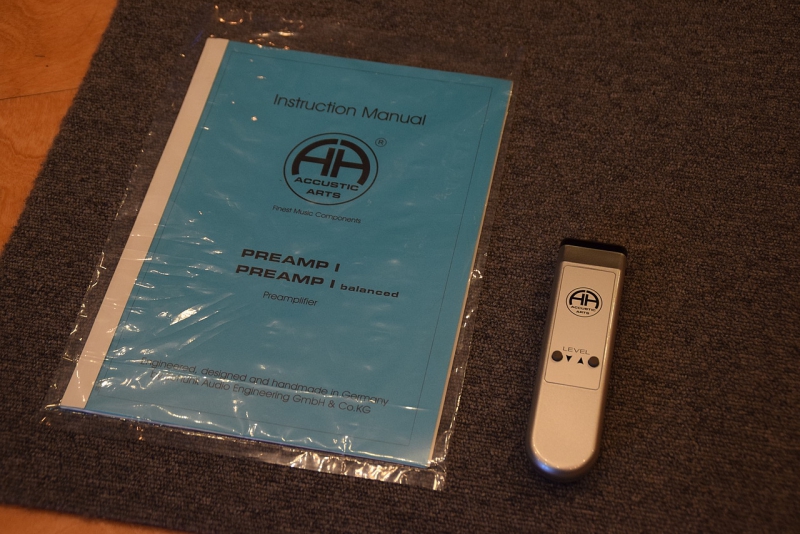 Instruction Manual
AA
®
ACCUSTIC
ARTS
Finest Music Components
PREAMP I
PREAMP I balanced
Preamplifier
Engineered, designed and handmade in Germany
Audio Engineering GmbH & Co.KG
AA
ACCUSTIC
ARTS
LEVEL
▼ ▲